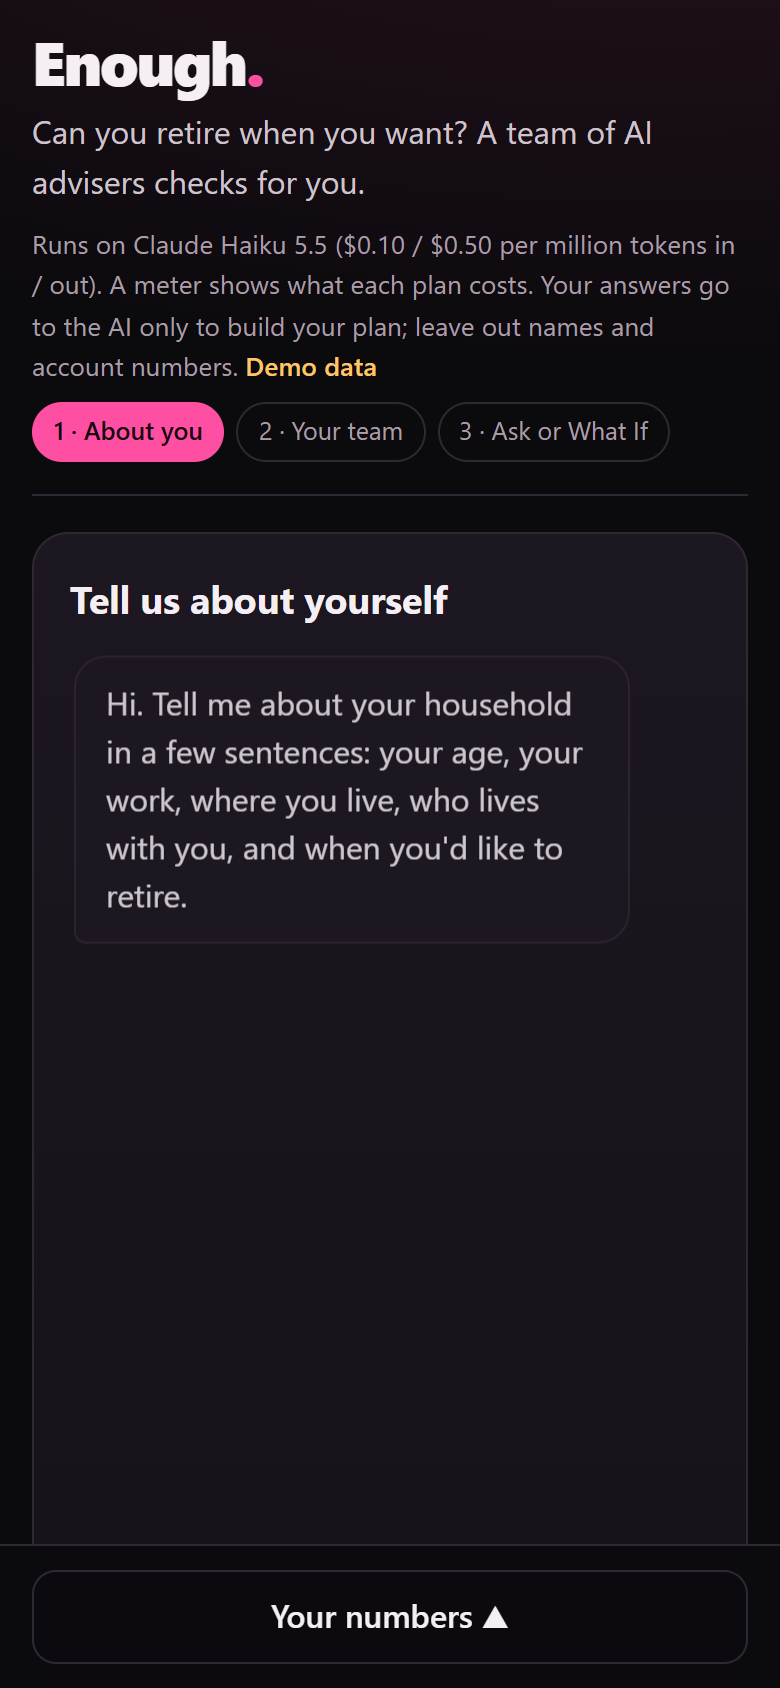 Enough.
Can you retire when you want? A team of AI
advisers checks for you.
Runs on Claude Haiku 5.5 ($0.10 / $0.50 per million tokens in
/ out). A meter shows what each plan costs. Your answers go
to the AI only to build your plan; leave out names and
account numbers. Demo data
1 · About you
2 · Your team
3 · Ask or What If
Tell us about yourself
Hi. Tell me about your household
in a few sentences: your age, your
work, where you live, who lives
with you, and when you'd like to
retire.
Your numbers ▲